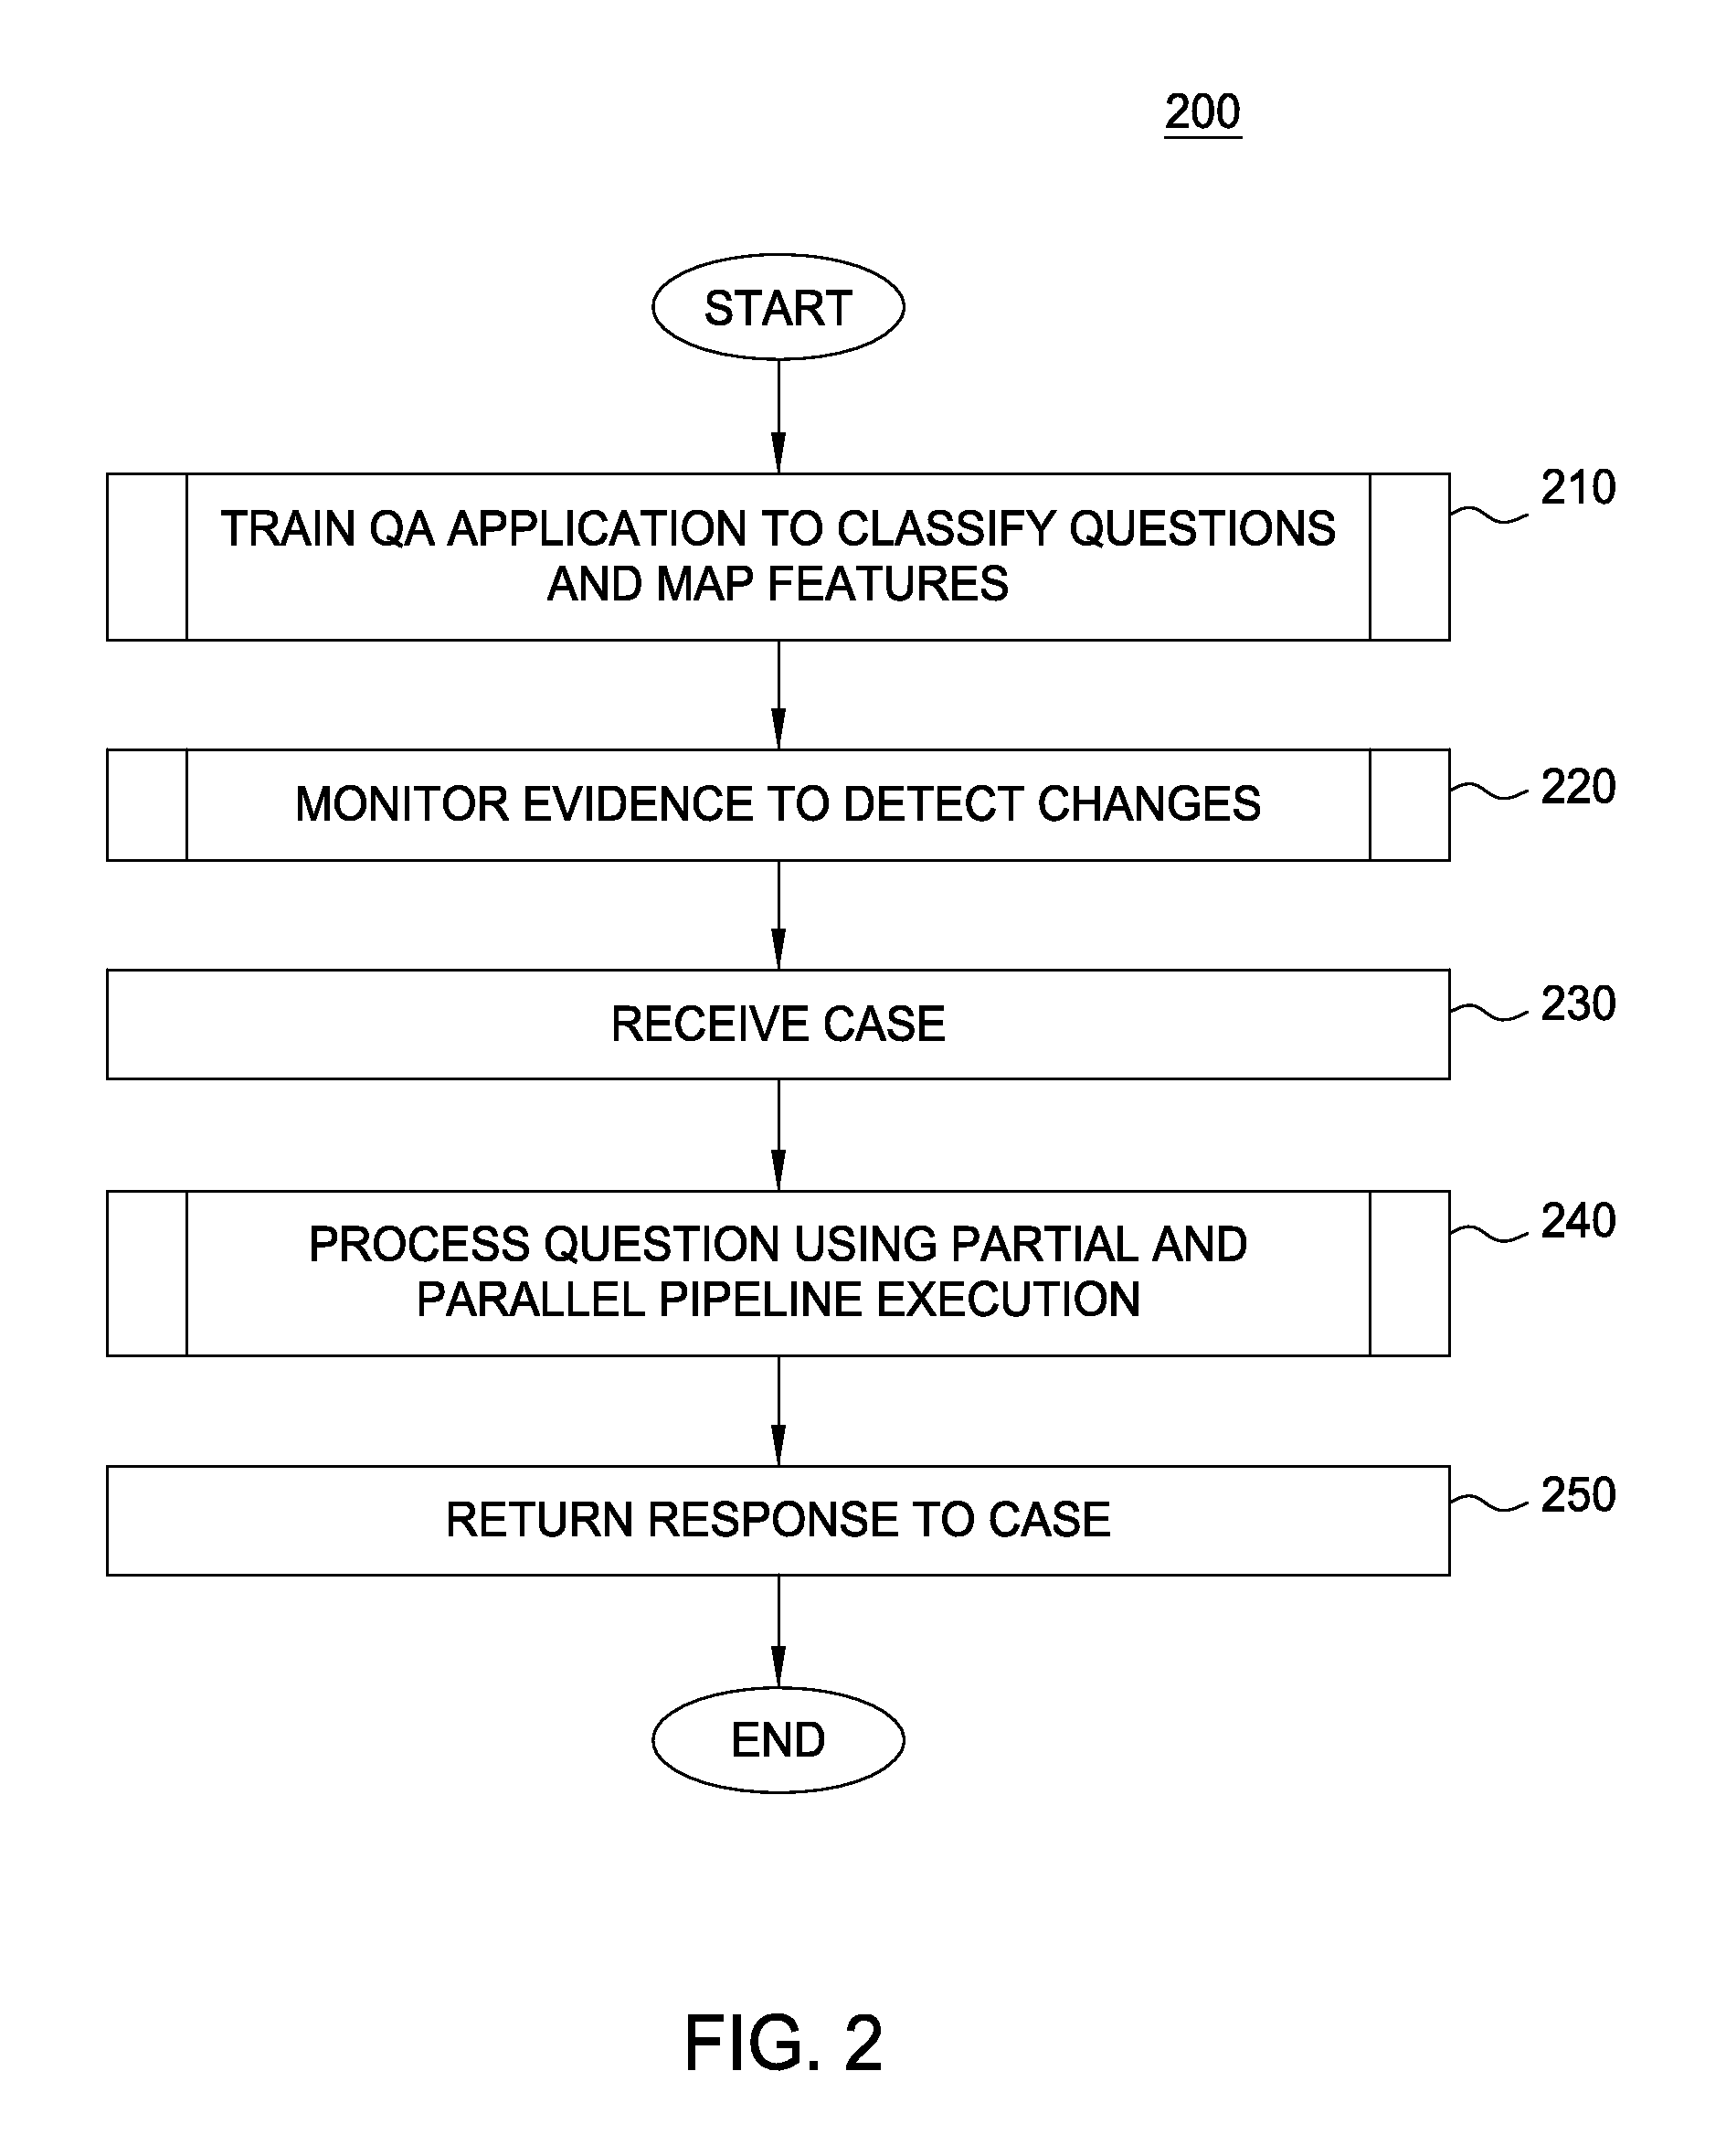 200
START
TRAIN QA APPLICATION TO CLASSIFY QUESTIONS
AND MAP FEATURES
210
MONITOR EVIDENCE TO DETECT CHANGES
220
RECEIVE CASE
230
PROCESS QUESTION USING PARTIAL AND
PARALLEL PIPELINE EXECUTION
240
RETURN RESPONSE TO CASE
250
END
FIG. 2